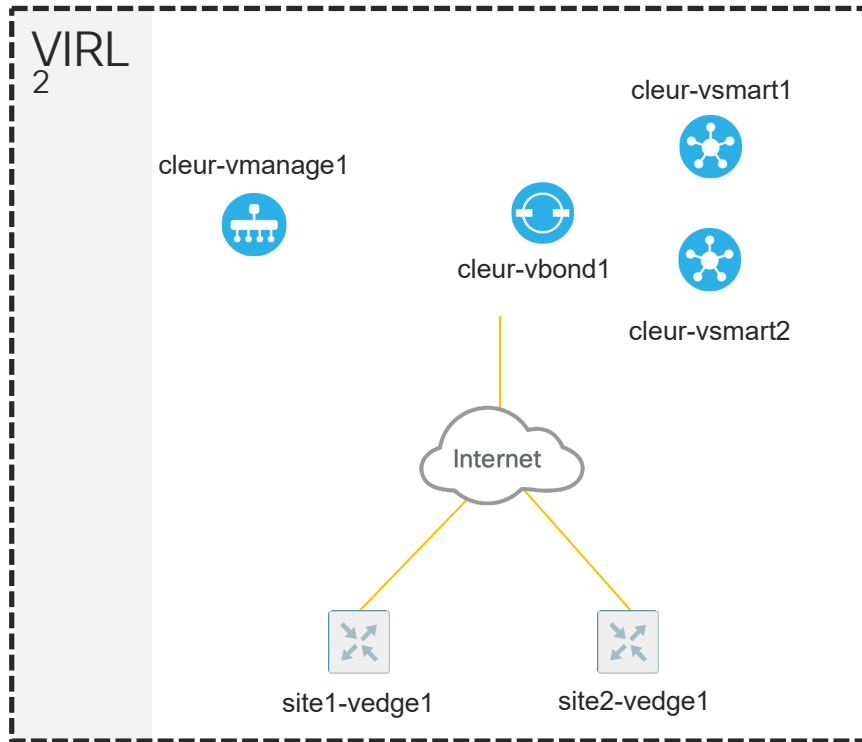 VIRL
2
cleur-vsmart1
cleur-vmanage1
cleur-vbond1
cleur-vsmart2
Internet
site1-vedge1
site2-vedge1